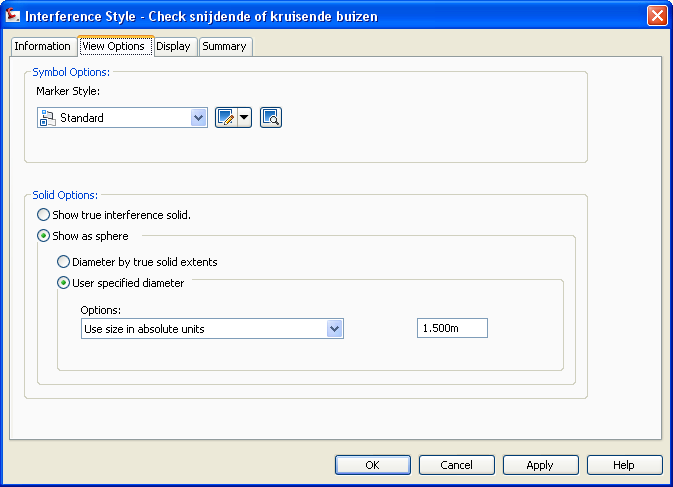 Interference Style - Check snijdende of kruisende buizen
Information View Options Display Summary
Symbol Options:
Marker Style:
Standard
Solid Options:
Show true interference solid.
Show as sphere
Diameter by true solid extents
User specified diameter
Options:
Use size in absolute units 1.500m
OK Cancel Apply Help